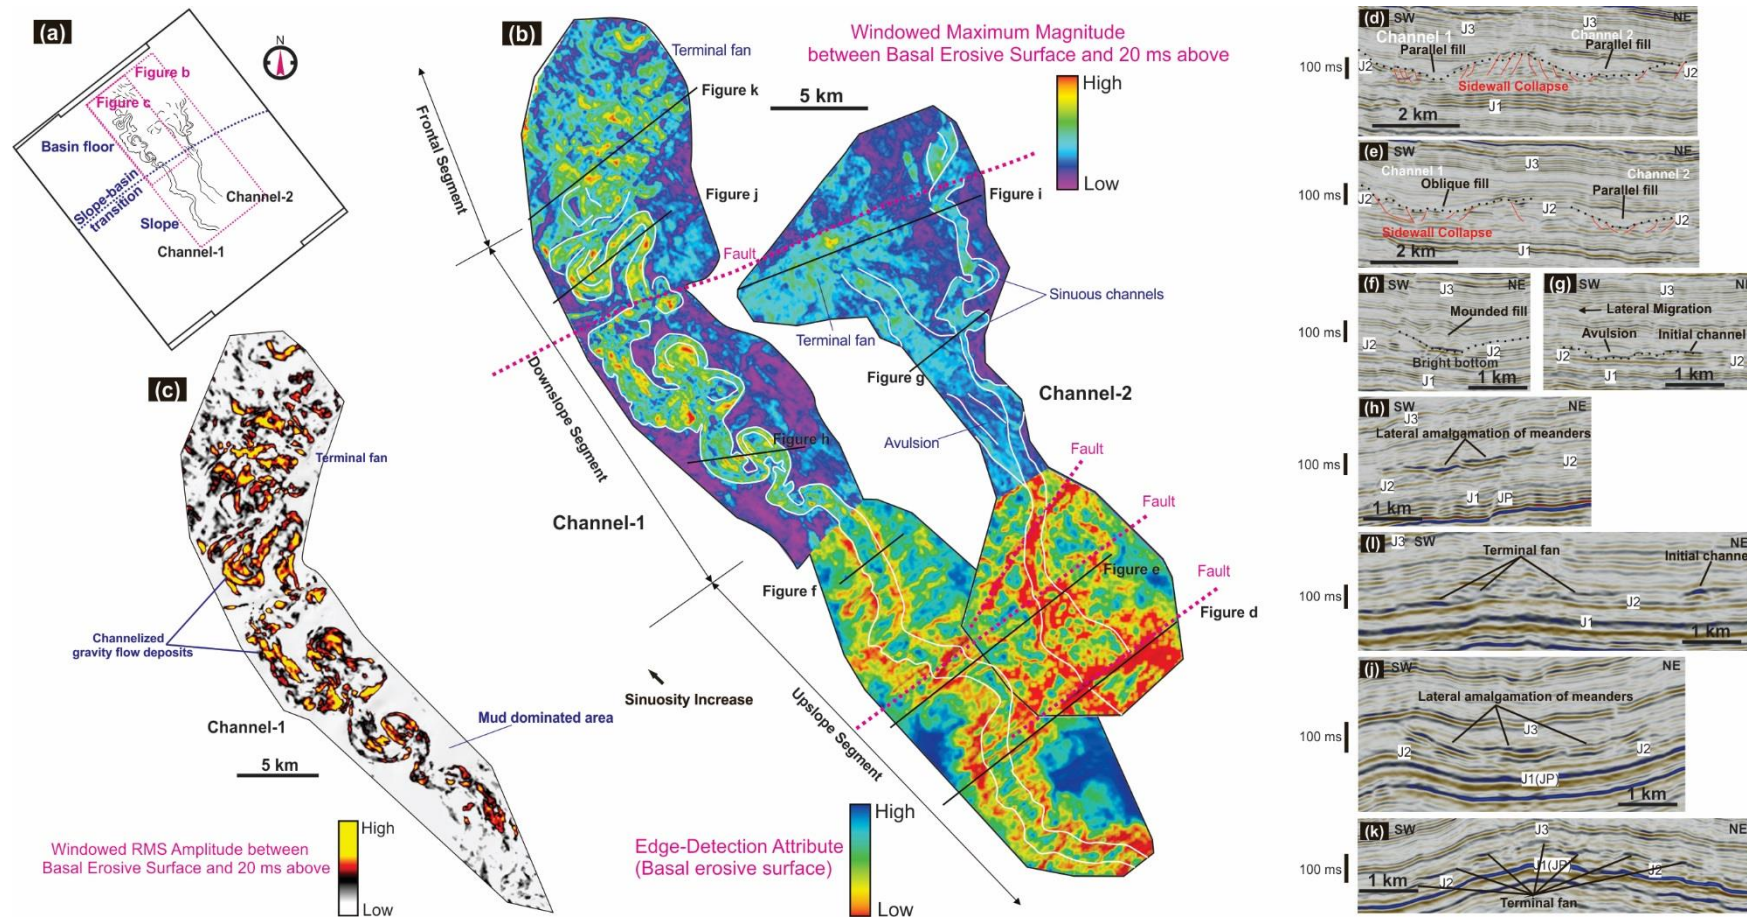 (a)
N
Figure b
Figure c
Basin floor
Slope-basin
transition
Slope
Channel-2
Channel-1
(b)
Windowed Maximum Magnitude
between Basal Erosive Surface and 20 ms above
High
Low
5 km
Terminal fan
Figure k
Frontal Segment
Figure j
Figure i
Fault
Sinuous channels
Terminal fan
Figure g
Downslope Segment
Channel-2
Avulsion
Figure h
Fault
Channel-1
Figure f
Figure e
Fault
Figure d
Sinuosity Increase
Upslope Segment
Edge-Detection Attribute
(Basal erosive surface)
High
Low
(c)
Terminal fan
Channelized
gravity flow deposits
Channel-1
Mud dominated area
5 km
Windowed RMS Amplitude between
Basal Erosive Surface and 20 ms above
High
Low
(d) SW J3 NE
Channel 1 Channel 2
Parallel fill Parallel fill
100 ms J2 J2
Sidewall Collapse
J1
2 km
(e) SW J3 NE
Channel 1 Channel 2
Oblique fill Parallel fill
100 ms J2 J2 J2
Sidewall Collapse
J1
2 km
(f) SW J3 NE
Mounded fill
100 ms J2 J2
Bright bottom
J1 1 km
(g) J3
Lateral Migration
Avulsion Initial channel
J2 J2
J1 1 km
(h) SW NE
J3
Lateral amalgamation of meanders
100 ms J2
J2
J1 JP
1 km
(l) J3 SW
Terminal fan Initial channel
100 ms
J2
J1
1 km
(j) SW NE
Lateral amalgamation of meanders
J3
100 ms J2 J2
J1(JP)
1 km
(k) SW J3
100 ms J1(JP)
1 km J2 J2
Terminal fan